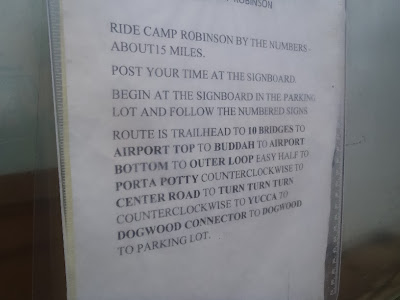 ROBINSON
RIDE CAMP ROBINSON BY THE NUMBERS -
ABOUT15 MILES.
POST YOUR TIME AT THE SIGNBOARD.
BEGIN AT THE SIGNBOARD IN THE PARKING
LOT AND FOLLOW THE NUMBERED SIGNS.
ROUTE IS TRAILHEAD TO 10 BRIDGES TO
AIRPORT TOP TO BUDDAH TO AIRPORT
BOTTOM TO OUTER LOOP EASY HALF TO
PORTA POTTY COUNTERCLOCKWISE TO
CENTER ROAD TO TURN TURN TURN
COUNTERCLOCKWISE TO YUCCA TO
DOGWOOD CONNECTOR TO DOGWOOD
TO PARKING LOT.